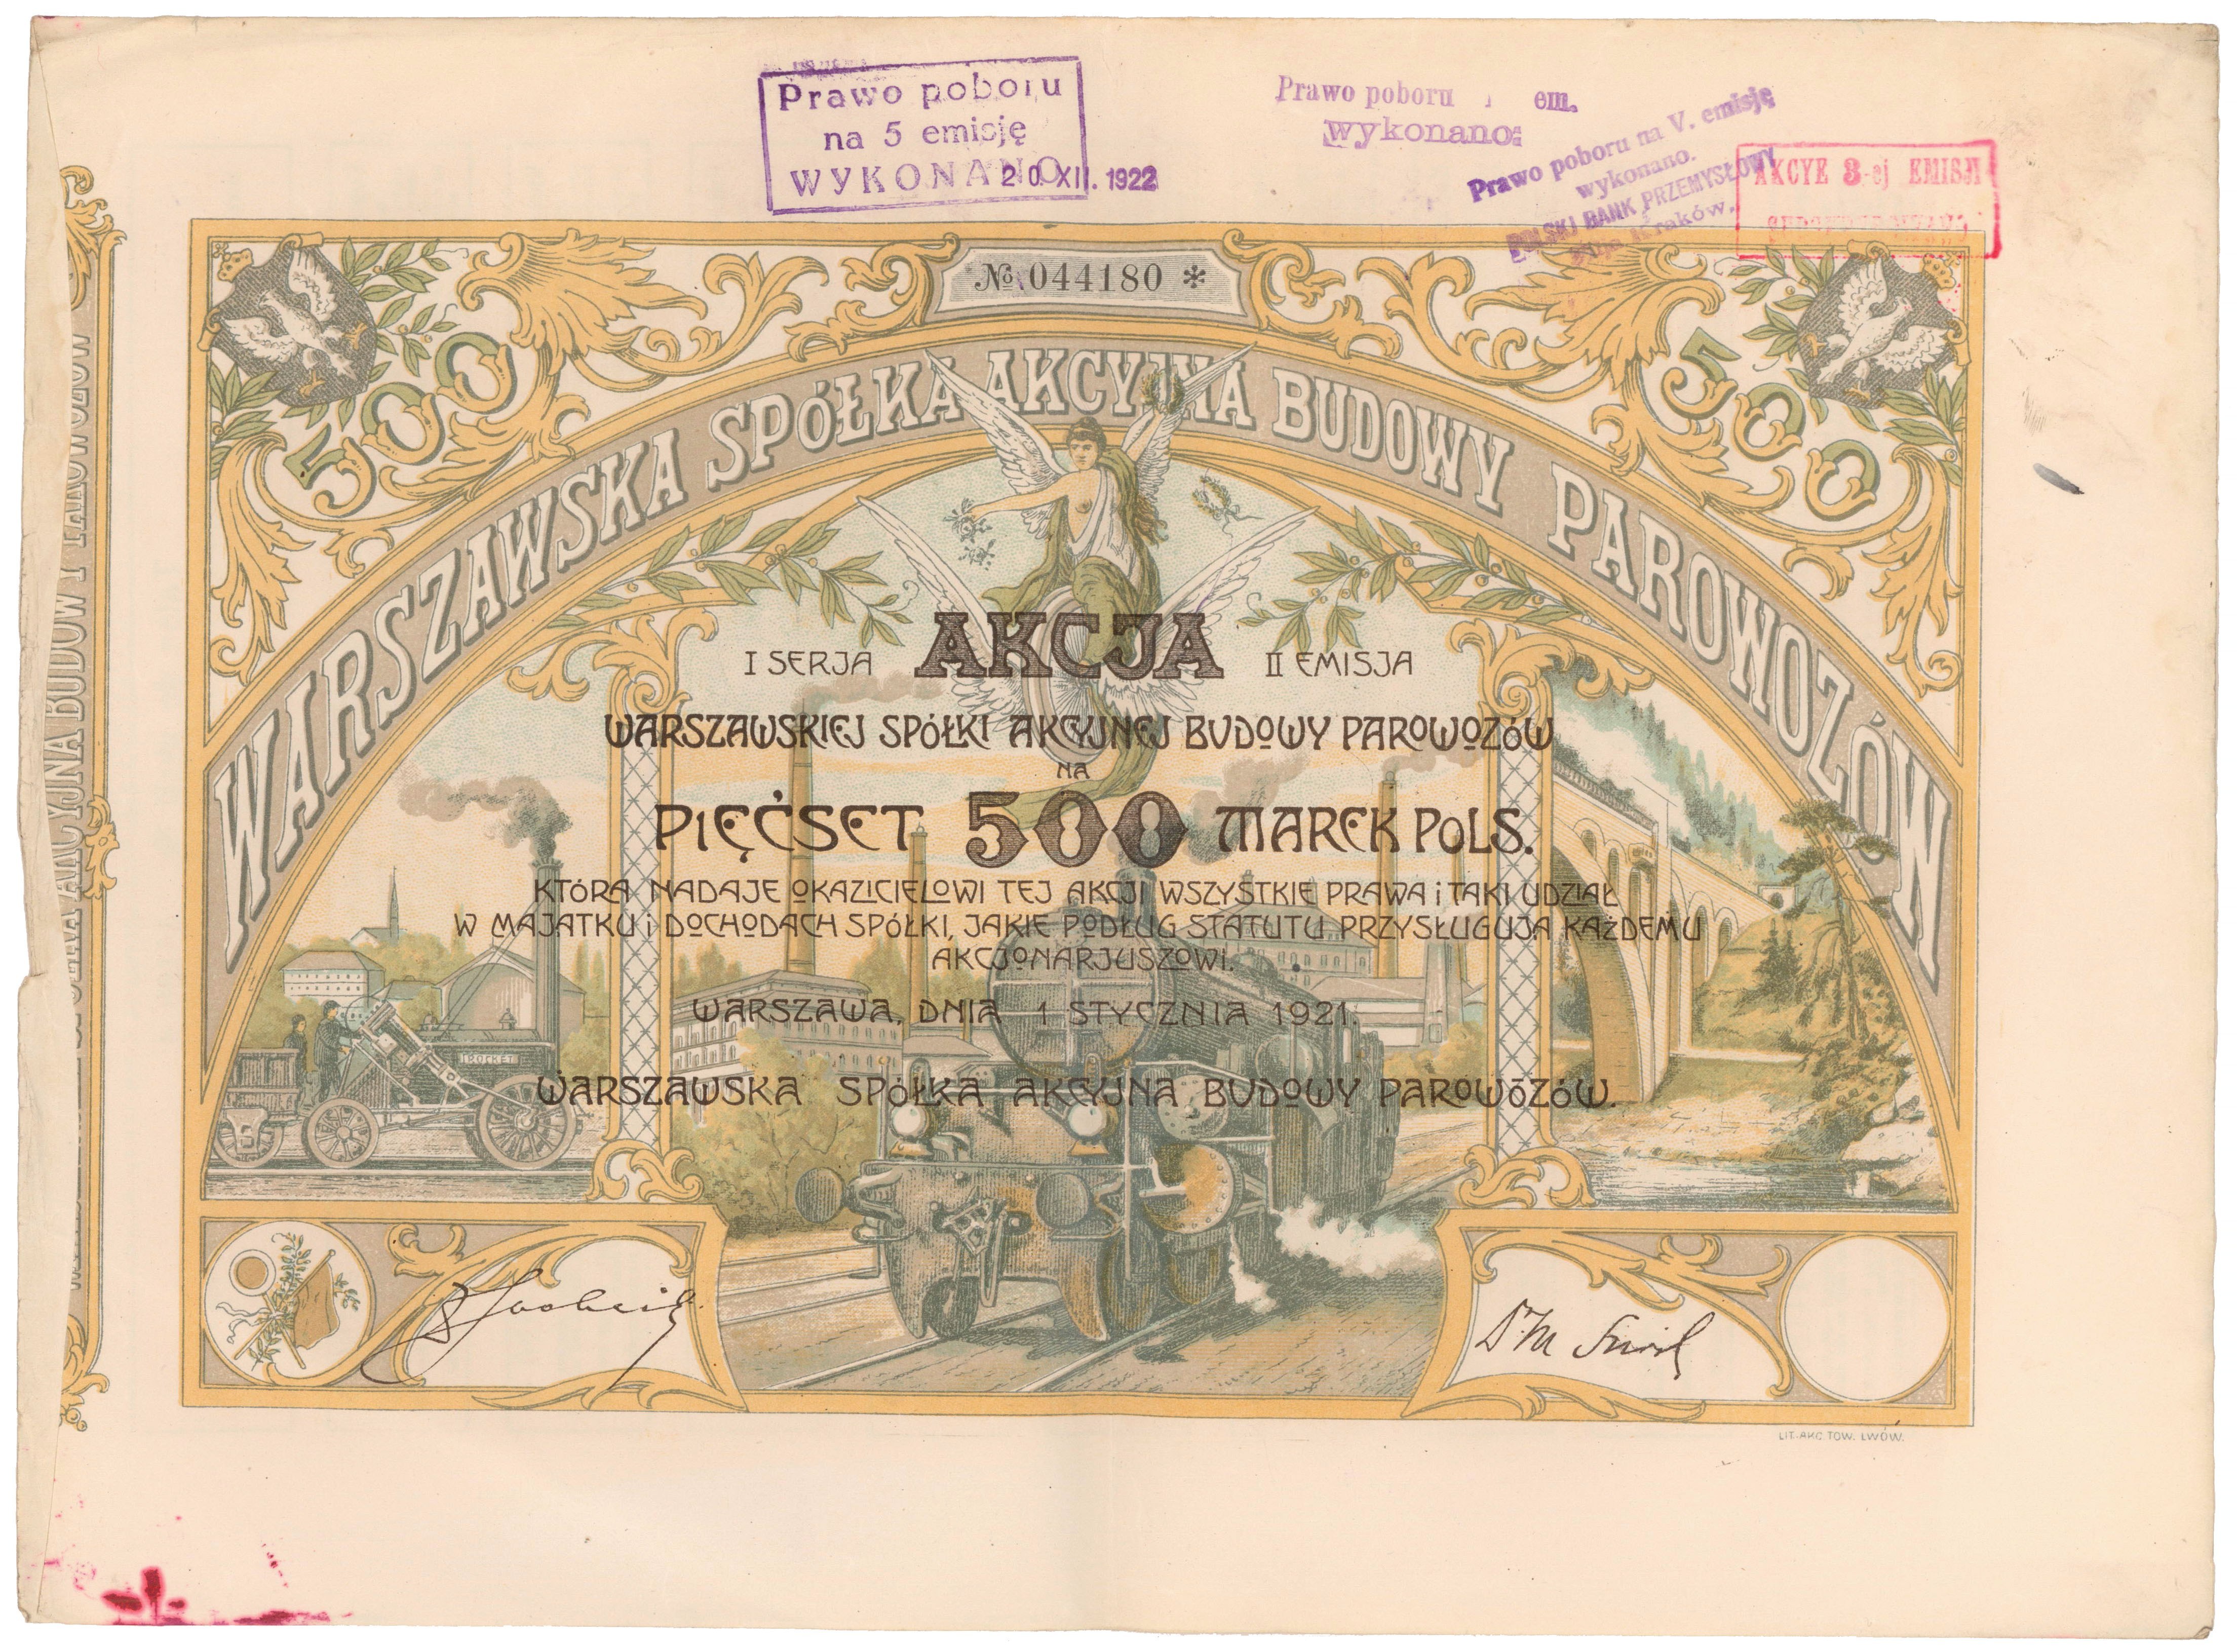 Prawo poboru
na 5 emisję
WYKONANO
20.XII.1922
Prawo poboru em.
wykonano
Prawo poboru na V. emisję
wykonano.
POLSKI BANK PRZEMYSŁOWY
Kraków.
AKCYE 3-ej EMISJI
№ 044180 *
500
500
WARSZAWSKA SPÓŁKA AKCYJNA BUDOWY PAROWOZÓW
I SERJA AKCJA II EMISJA
WARSZAWSKIEJ SPÓŁKI AKCYJNEJ BUDOWY PAROWOZÓW
NA
PIĘĆSET 500 MAREK POLS.
KTÓRA NADAJE OKAZICIELOWI TEJ AKCJI WSZYSTKIE PRAWA i TAKI UDZIAŁ
W MAJATKU i DOCHODACH SPÓŁKI, JAKIE PODŁUG STATUTU PRZYSŁUGUJA KAŻDEMU
AKCJONARJUSZOWI.
WARSZAWA, DNIA 1 STYCZNIA 1921.
ROCKET
WARSZAWSKA SPÓŁKA AKCYJNA BUDOWY PAROWOZÓW.
LIT. AKC. TOW. LWÓW.